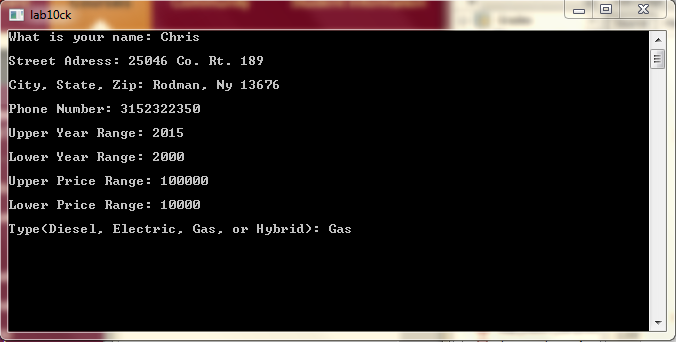 lab10ck
What is your name: Chris
Street Adress: 25046 Co. Rt. 189
City, State, Zip: Rodman, Ny 13676
Phone Number: 3152322350
Upper Year Range: 2015
Lower Year Range: 2000
Upper Price Range: 100000
Lower Price Range: 10000
Type(Diesel, Electric, Gas, or Hybrid): Gas